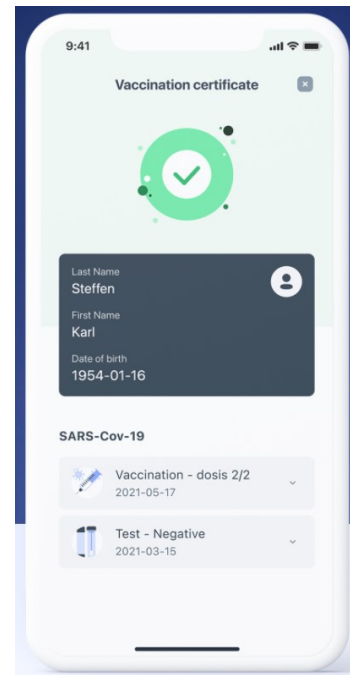 9:41
Vaccination certificate
Last Name
Steffen
First Name
Karl
Date of birth
1954-01-16
SARS-Cov-19
Vaccination - dosis 2/2
2021-05-17
Test - Negative
2021-03-15